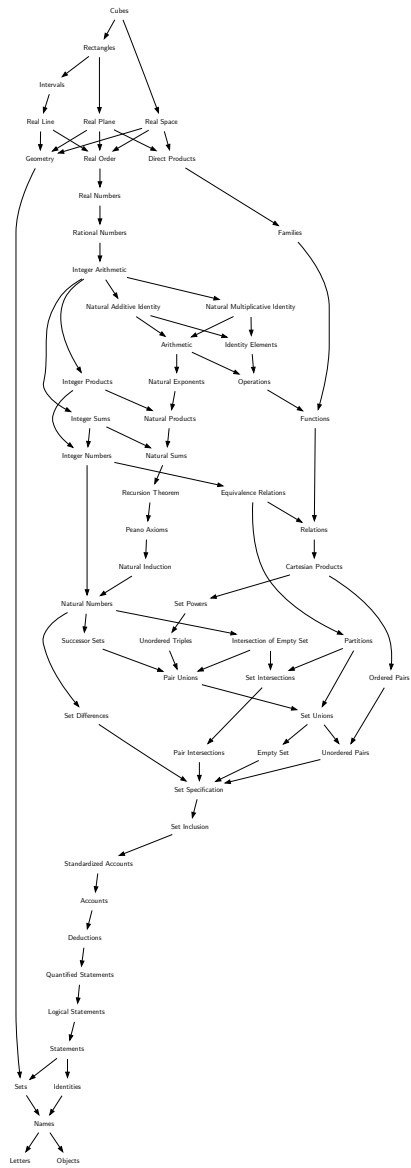 Cubes
Rectangles
Intervals
Real Line Real Plane Real Space
Geometry Real Order Direct Products
Real Numbers
Rational Numbers Families
Integer Arithmetic
Natural Additive Identity Natural Multiplicative Identity
Arithmetic Identity Elements
Integer Products Natural Exponents Operations
Integer Sums Natural Products Functions
Integer Numbers Natural Sums
Recursion Theorem Equivalence Relations
Peano Axioms Relations
Natural Induction Cartesian Products
Natural Numbers Set Powers
Successor Sets Unordered Triples Intersection of Empty Set Partitions
Pair Unions Set Intersections Ordered Pairs
Set Differences Set Unions
Pair Intersections Empty Set Unordered Pairs
Set Specification
Set Inclusion
Standardized Accounts
Accounts
Deductions
Quantified Statements
Logical Statements
Statements
Sets Identities
Names
Letters Objects